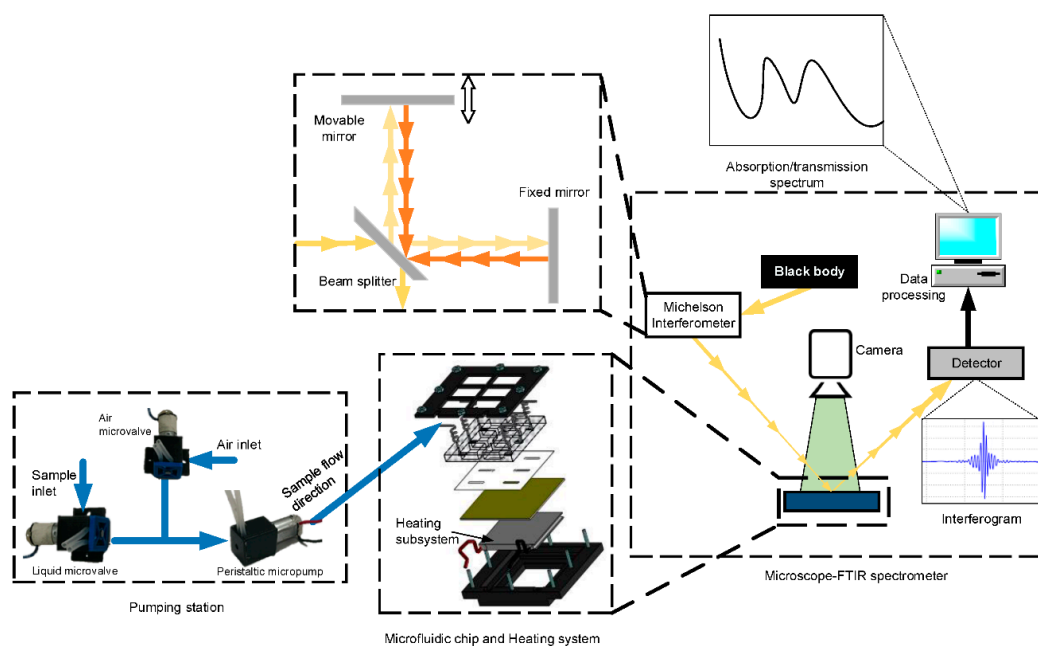 Absorption/transmission
spectrum
Movable
mirror
Fixed mirror
Beam splitter
Black body
Michelson
Interferometer
Data
processing
Camera
Detector
Interferogram
Microscope-FTIR spectrometer
Air
microvalve
Air inlet
Sample
inlet
Liquid microvalve
Peristaltic micropump
Pumping station
Sample flow
direction
Heating
subsystem
Microfluidic chip and Heating system